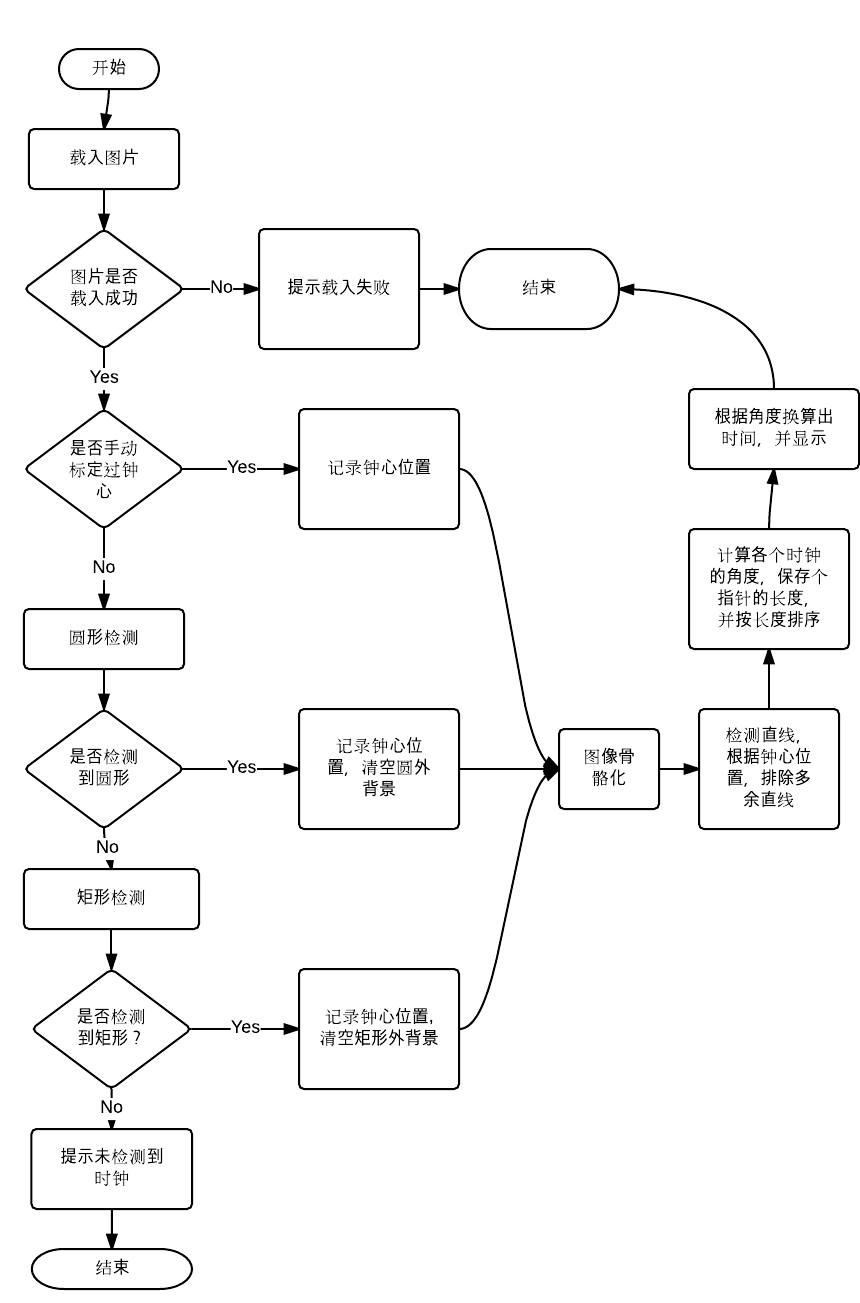 开始
载入图片
图片是否
载入成功
No
提示载入失败
结束
Yes
是否手动
标定过钟
心
Yes
记录钟心位置
根据角度换算出
时间，并显示
No
圆形检测
计算各个时钟
的角度，保存个
指针的长度，
并按长度排序
是否检测
到圆形
Yes
记录钟心位
置，清空圆外
背景
图像骨
骼化
检测直线，
根据钟心位
置，排除多
余直线
No
矩形检测
是否检测
到矩形？
Yes
记录钟心位置，
清空矩形外背景
No
提示未检测到
时钟
结束